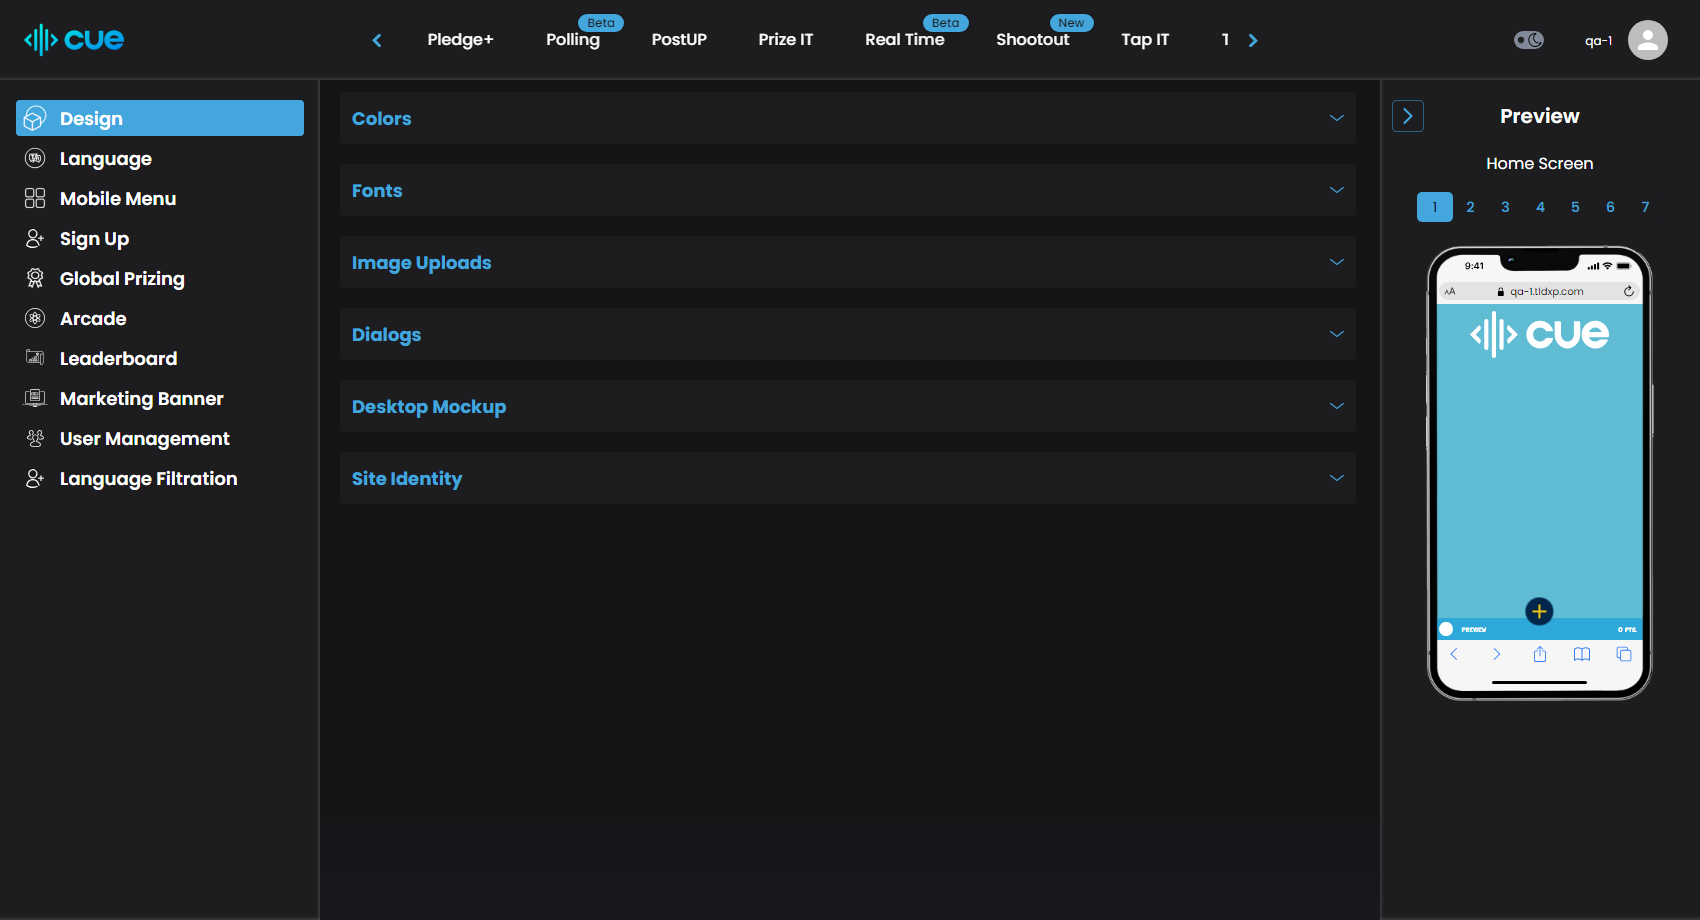 cue
Pledge+
Beta
Polling
PostUP
Prize IT
Beta
Real Time
New
Shootout
Tap IT
qa-1
Design
Language
Mobile Menu
Sign Up
Global Prizing
Arcade
Leaderboard
Marketing Banner
User Management
Language Filtration
Colors
Fonts
Image Uploads
Dialogs
Desktop Mockup
Site Identity
Preview
Home Screen
1 2 3 4 5 6 7
9:41
AA qa-1.tldxp.com
cue
PREVIEW 0 PTS.